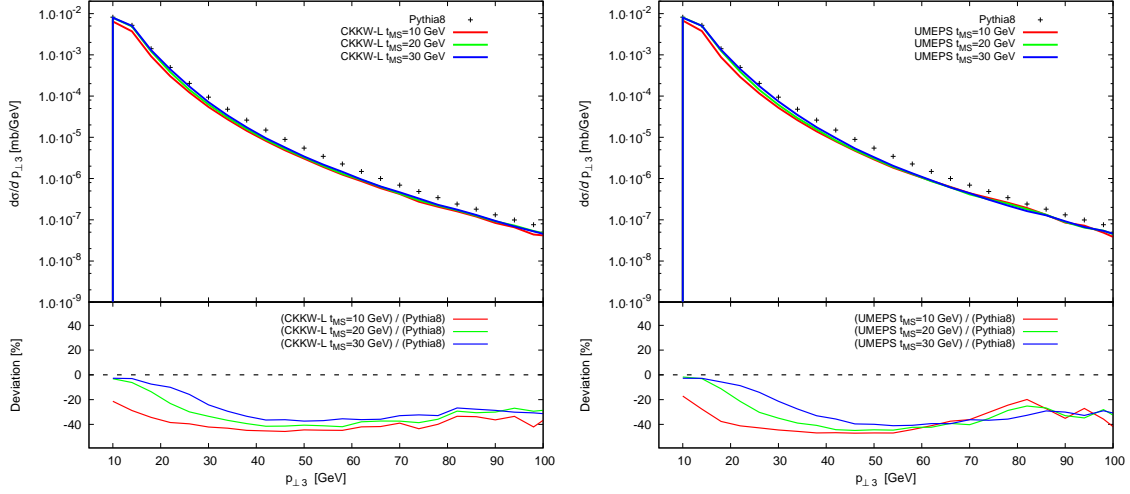 Pythia8
CKKW-L tMS=10 GeV
CKKW-L tMS=20 GeV
CKKW-L tMS=30 GeV
dσ/d p⊥3 [mb/GeV]
1.0·10-2
1.0·10-3
1.0·10-4
1.0·10-5
1.0·10-6
1.0·10-7
1.0·10-8
1.0·10-9
(CKKW-L tMS=10 GeV) / (Pythia8)
(CKKW-L tMS=20 GeV) / (Pythia8)
(CKKW-L tMS=30 GeV) / (Pythia8)
Deviation [%]
40
20
0
-20
-40
10 20 30 40 50 60 70 80 90 100
p⊥3 [GeV]
Pythia8
UMEPS tMS=10 GeV
UMEPS tMS=20 GeV
UMEPS tMS=30 GeV
dσ/d p⊥3 [mb/GeV]
1.0·10-2
1.0·10-3
1.0·10-4
1.0·10-5
1.0·10-6
1.0·10-7
1.0·10-8
1.0·10-9
(UMEPS tMS=10 GeV) / (Pythia8)
(UMEPS tMS=20 GeV) / (Pythia8)
(UMEPS tMS=30 GeV) / (Pythia8)
Deviation [%]
40
20
0
-20
-40
10 20 30 40 50 60 70 80 90 100
p⊥3 [GeV]